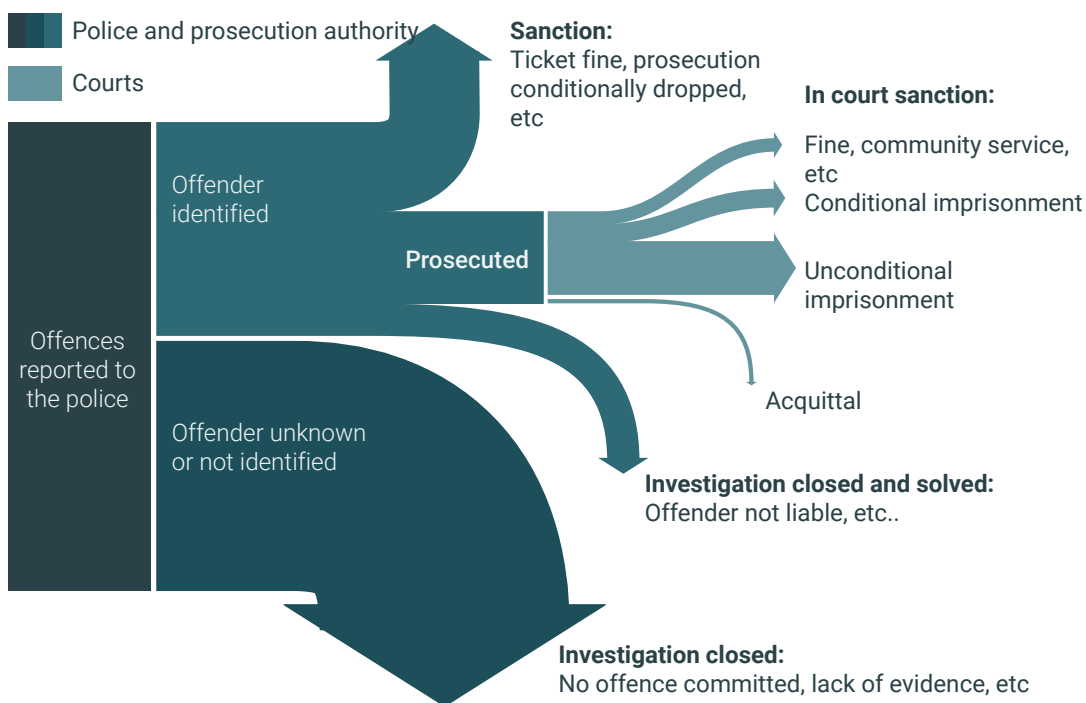 Police and prosecution authority
Courts
Sanction:
Ticket fine, prosecution
conditionally dropped,
etc
In court sanction:
Fine, community service,
etc
Conditional imprisonment
Unconditional
imprisonment
Offender
identified
Prosecuted
Offences
reported to
the police
Acquittal
Offender unknown
or not identified
Investigation closed and solved:
Offender not liable, etc..
Investigation closed:
No offence committed, lack of evidence, etc